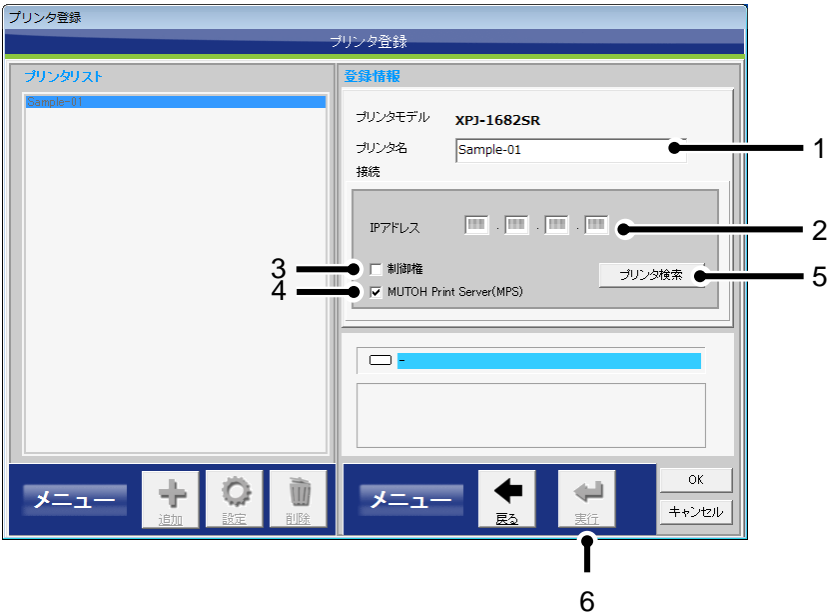 プリンタ登録
プリンタ登録
プリンタリスト
Sample-01
登録情報
プリンタモデル XPJ-1682SR
プリンタ名 Sample-01
接続
IPアドレス . . .
制御権
MUTOH Print Server(MPS)
プリンタ検索
-
メニュー
追加
設定
削除
メニュー
戻る
実行
OK
キャンセル
1
2
3
4
5
6